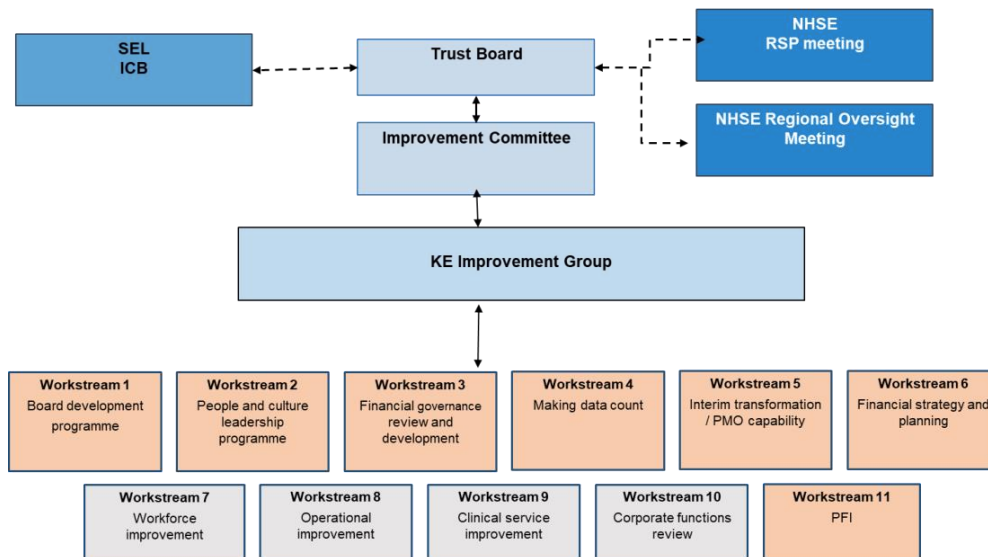 SEL
ICB
Trust Board
NHSE
RSP meeting
Improvement Committee
NHSE Regional Oversight
Meeting
KE Improvement Group
Workstream 1
Board development
programme
Workstream 2
People and culture
leadership
programme
Workstream 3
Financial governance
review and
development
Workstream 4
Making data count
Workstream 5
Interim transformation
/ PMO capability
Workstream 6
Financial strategy and
planning
Workstream 7
Workforce
improvement
Workstream 8
Operational
improvement
Workstream 9
Clinical service
improvement
Workstream 10
Corporate functions
review
Workstream 11
PFI